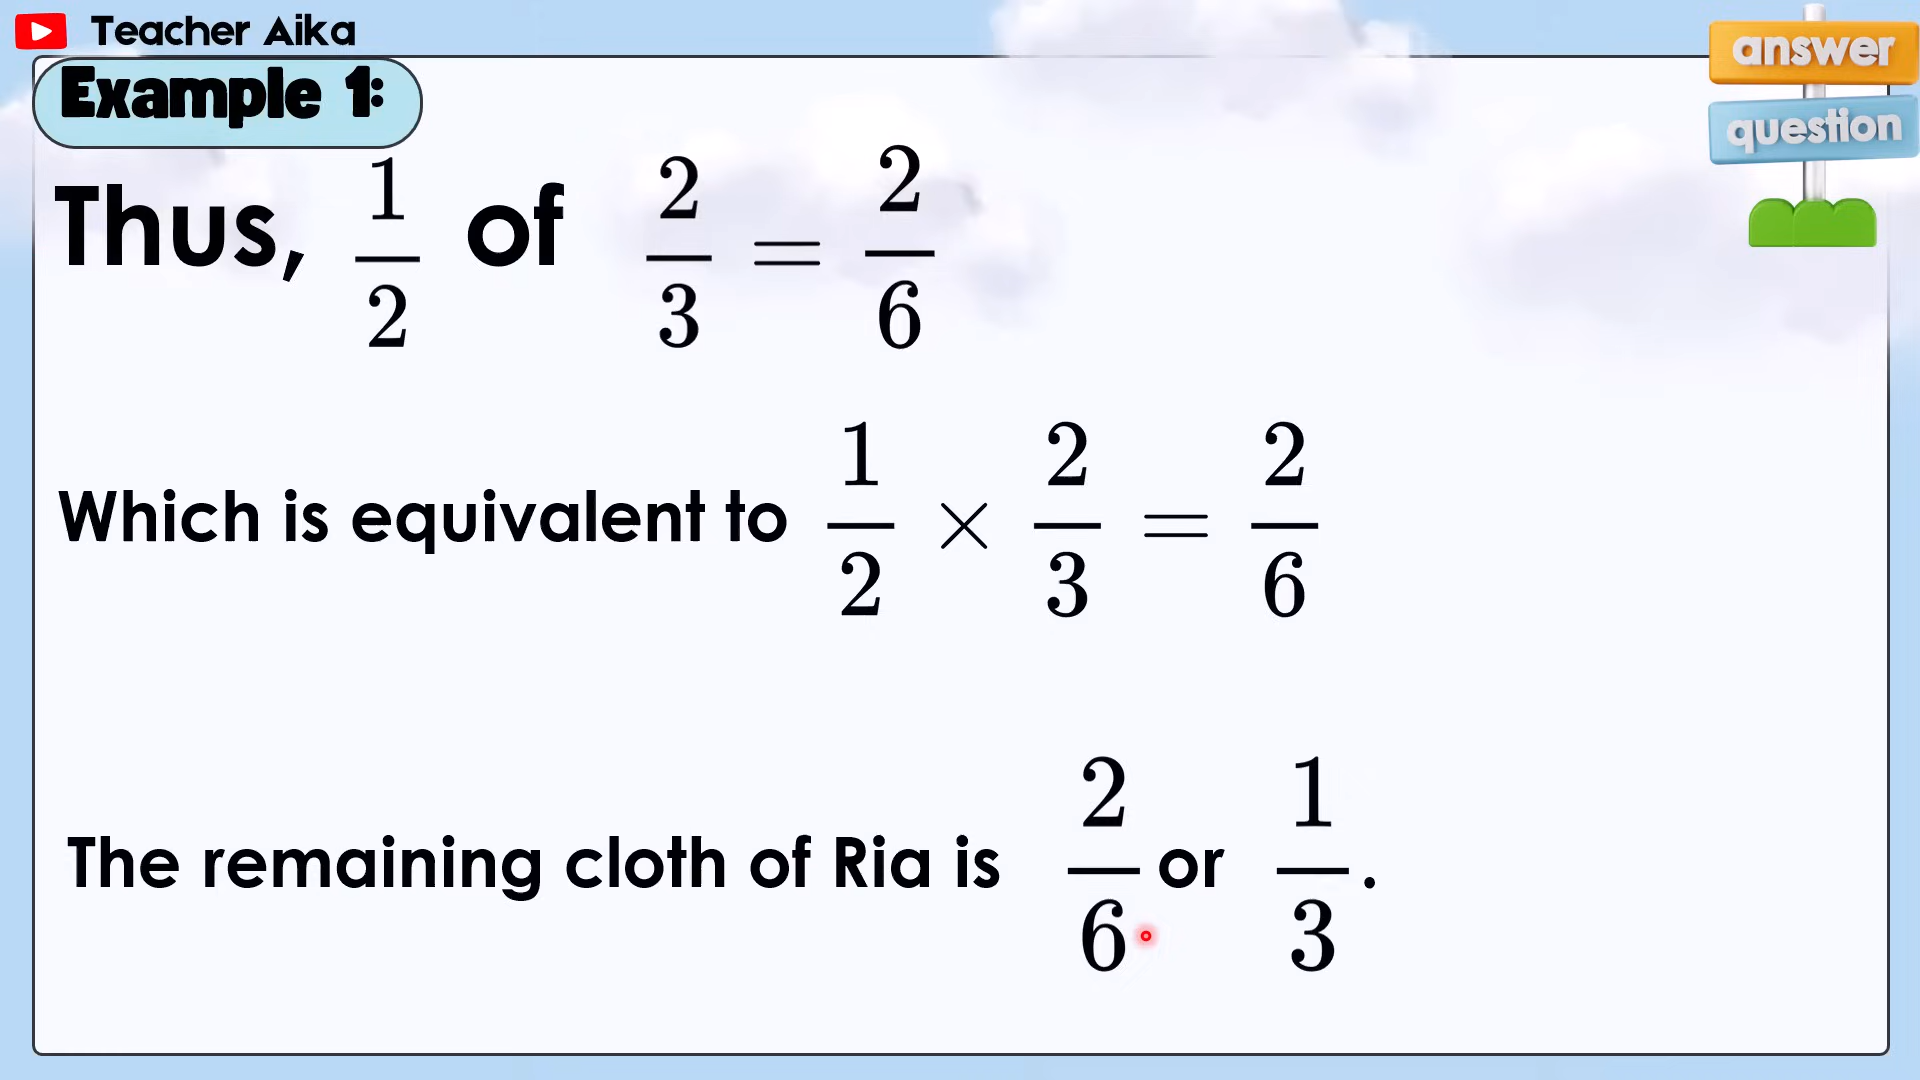 Teacher Aika
answer
question
Example 1:
Thus, 1/2 of 2/3 = 2/6
Which is equivalent to 1/2 × 2/3 = 2/6
The remaining cloth of Ria is 2/6 or 1/3.